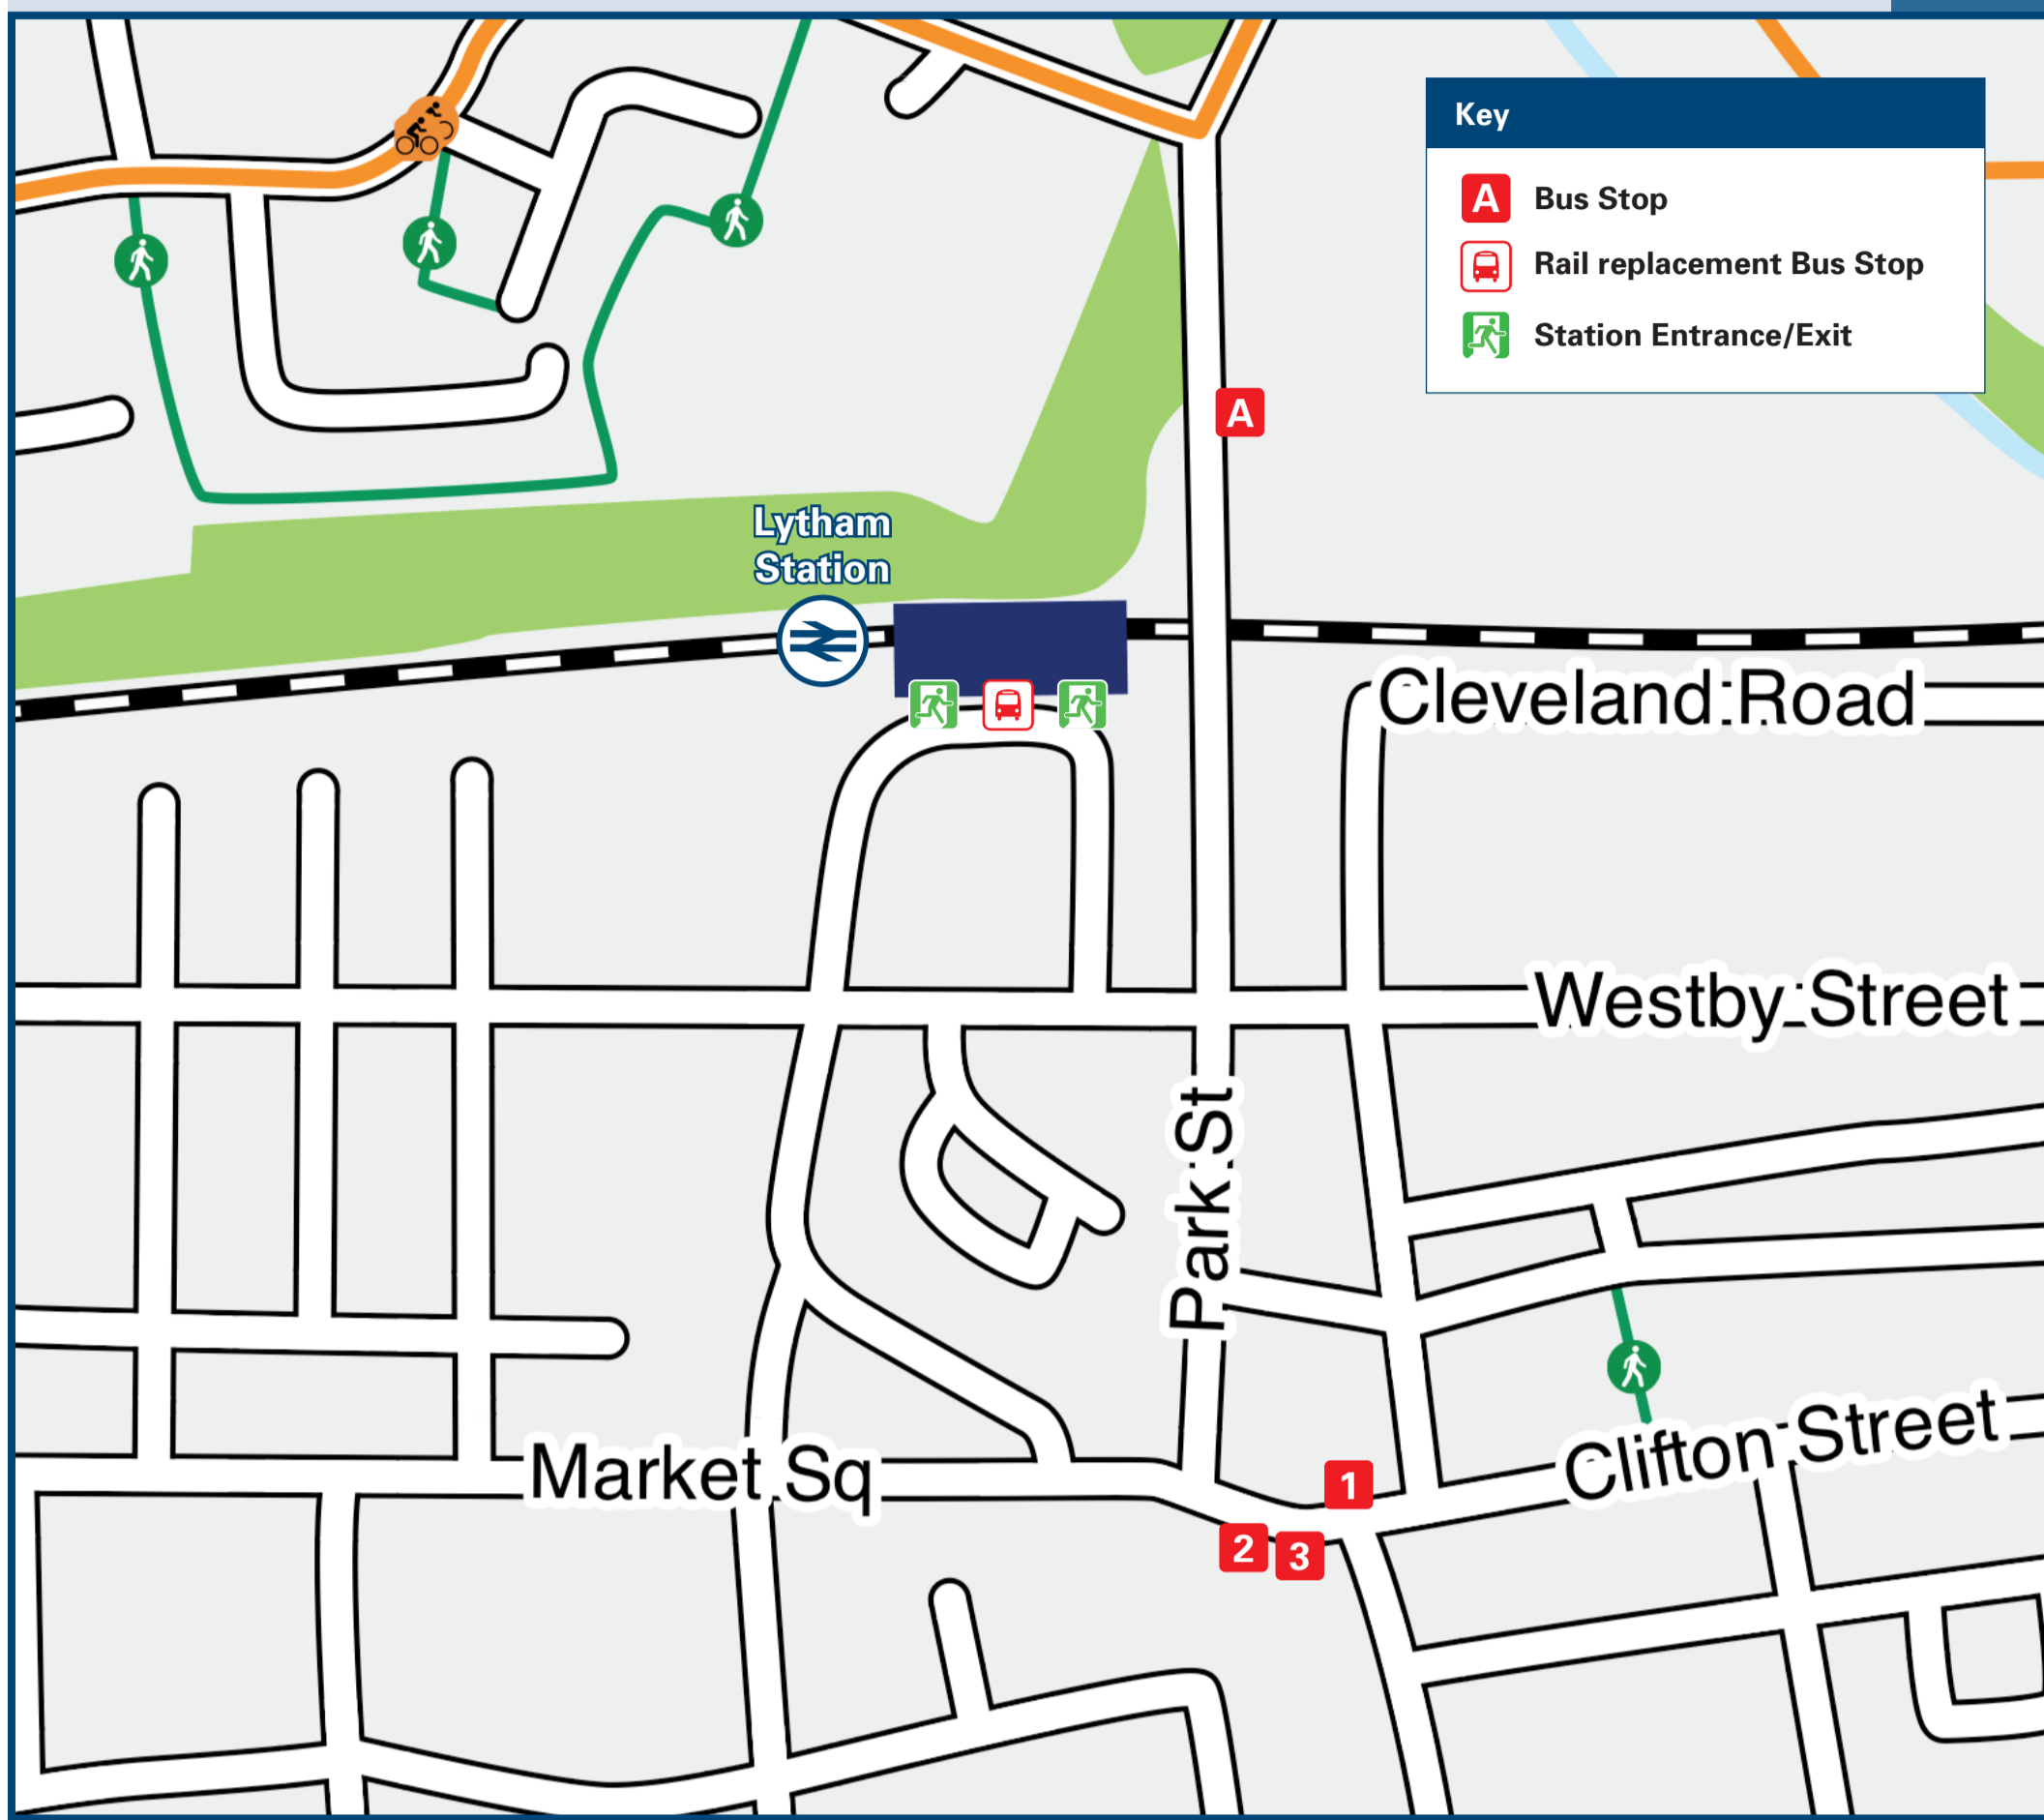 Key
A Bus Stop
Rail replacement Bus Stop
Station Entrance/Exit
A
Lytham
Station
Cleveland Road
Westby Street
Park St
Market Sq
Clifton Street
1
2
3